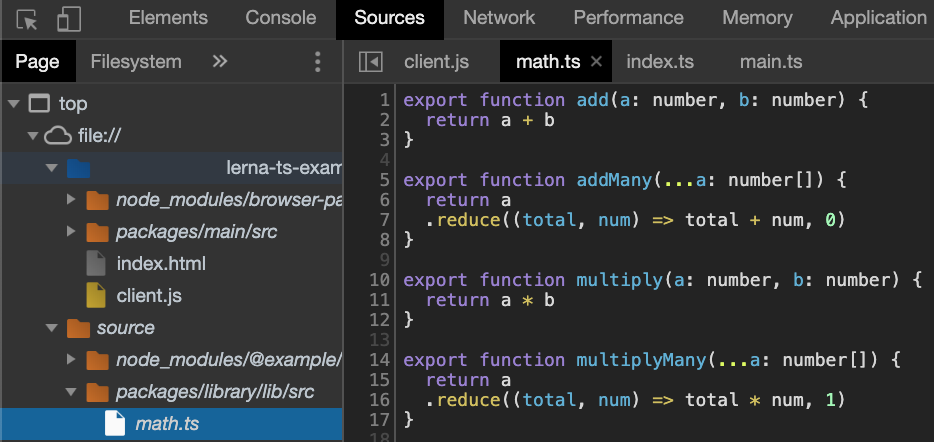 Elements Console Sources Network Performance Memory Application
Page Filesystem »
client.js math.ts × index.ts main.ts
top
file://
lerna-ts-exam
node_modules/browser-pa
packages/main/src
index.html
client.js
source
node_modules/@example/
packages/library/lib/src
math.ts
1 export function add(a: number, b: number) {
2 return a + b
3 }
4
5 export function addMany(...a: number[]) {
6 return a
7 .reduce((total, num) => total + num, 0)
8 }
9
10 export function multiply(a: number, b: number) {
11 return a * b
12 }
13
14 export function multiplyMany(...a: number[]) {
15 return a
16 .reduce((total, num) => total * num, 1)
17 }
18